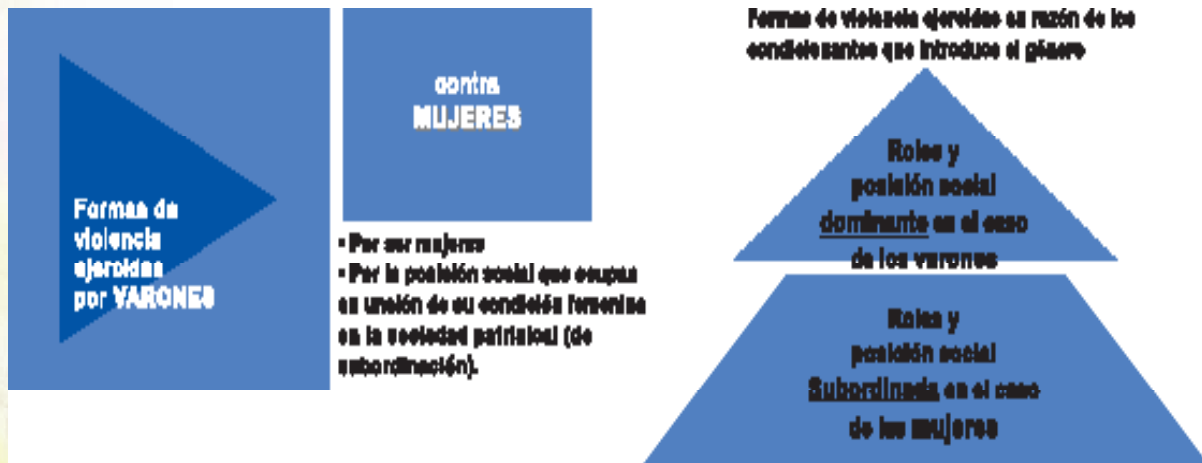 Formas de
violencia
ejercidas
por VARONES
contra
MUJERES
• Por ser mujeres
• Por la posición social que ocupan
en función de su condición femenina
en la sociedad patriarcal (de
subordinación).
Formas de violencia ejercidas en razón de los
condicionantes que introduce el género
Roles y
posición social
dominante en el caso
de los varones
Roles y
posición social
Subordinada en el caso
de las mujeres